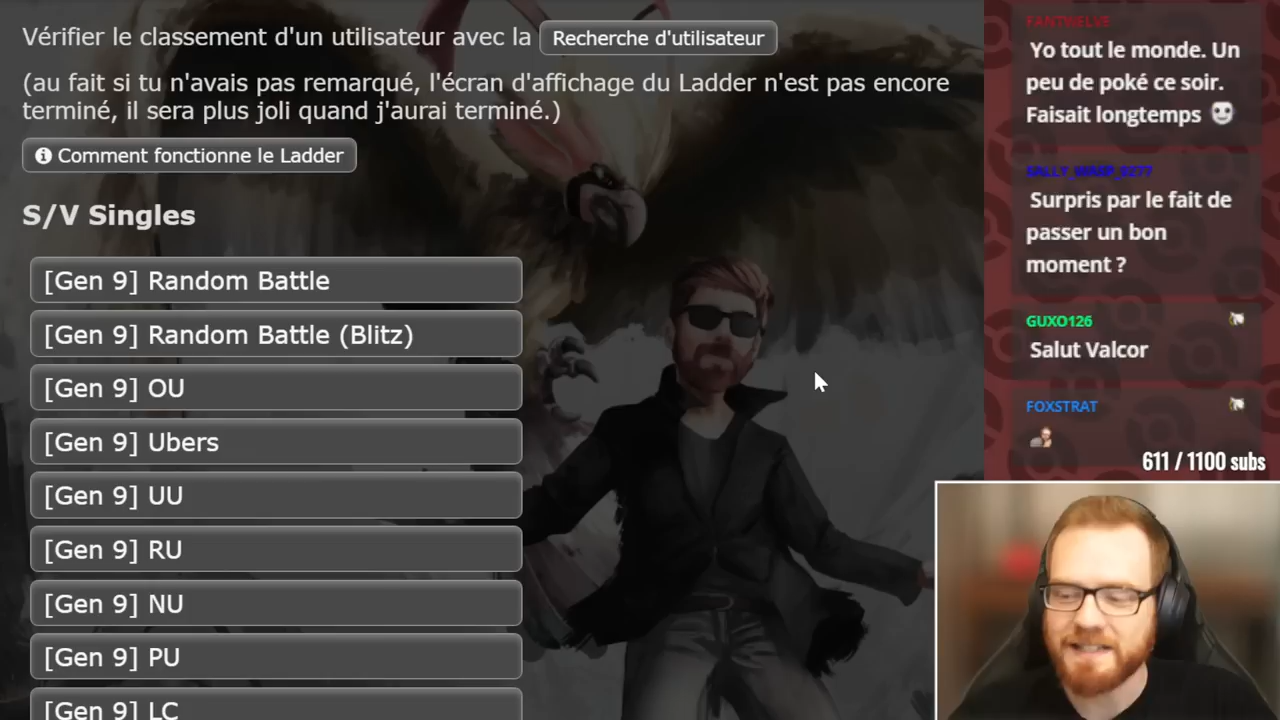 Vérifier le classement d'un utilisateur avec la Recherche d'utilisateur
(au fait si tu n'avais pas remarqué, l'écran d'affichage du Ladder n'est pas encore
terminé, il sera plus joli quand j'aurai terminé.)
Comment fonctionne le Ladder
S/V Singles
[Gen 9] Random Battle
[Gen 9] Random Battle (Blitz)
[Gen 9] OU
[Gen 9] Ubers
[Gen 9] UU
[Gen 9] RU
[Gen 9] NU
[Gen 9] PU
[Gen 9] LC
FANTWELVE
Yo tout le monde. Un
peu de poké ce soir.
Faisait longtemps
Surpris par le fait de
passer un bon
moment ?
GUXO126
Salut Valcor
FOXSTRAT
611 / 1100 subs